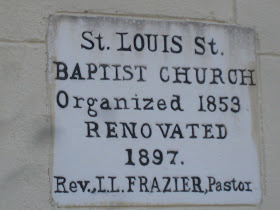 St. LOUIS St.
BAPTIST CHURCH
Organized 1853
RENOVATED
1897.
Rev., I.L. FRAZIER, Pastor